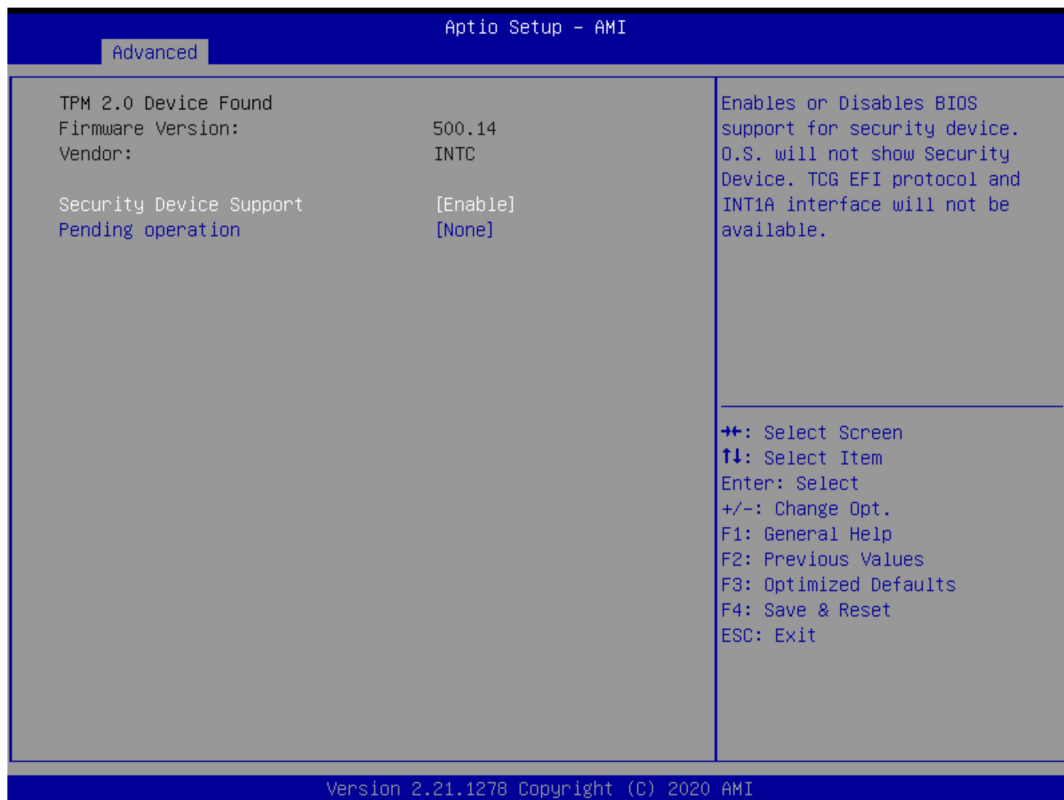 Aptio Setup – AMI
Advanced
TPM 2.0 Device Found
Firmware Version: 500.14
Vendor: INTC
Security Device Support [Enable]
Pending operation [None]
Enables or Disables BIOS
support for security device.
O.S. will not show Security
Device. TCG EFI protocol and
INT1A interface will not be
available.
→←: Select Screen
↑↓: Select Item
Enter: Select
+/-: Change Opt.
F1: General Help
F2: Previous Values
F3: Optimized Defaults
F4: Save & Reset
ESC: Exit
Version 2.21.1278 Copyright (C) 2020 AMI